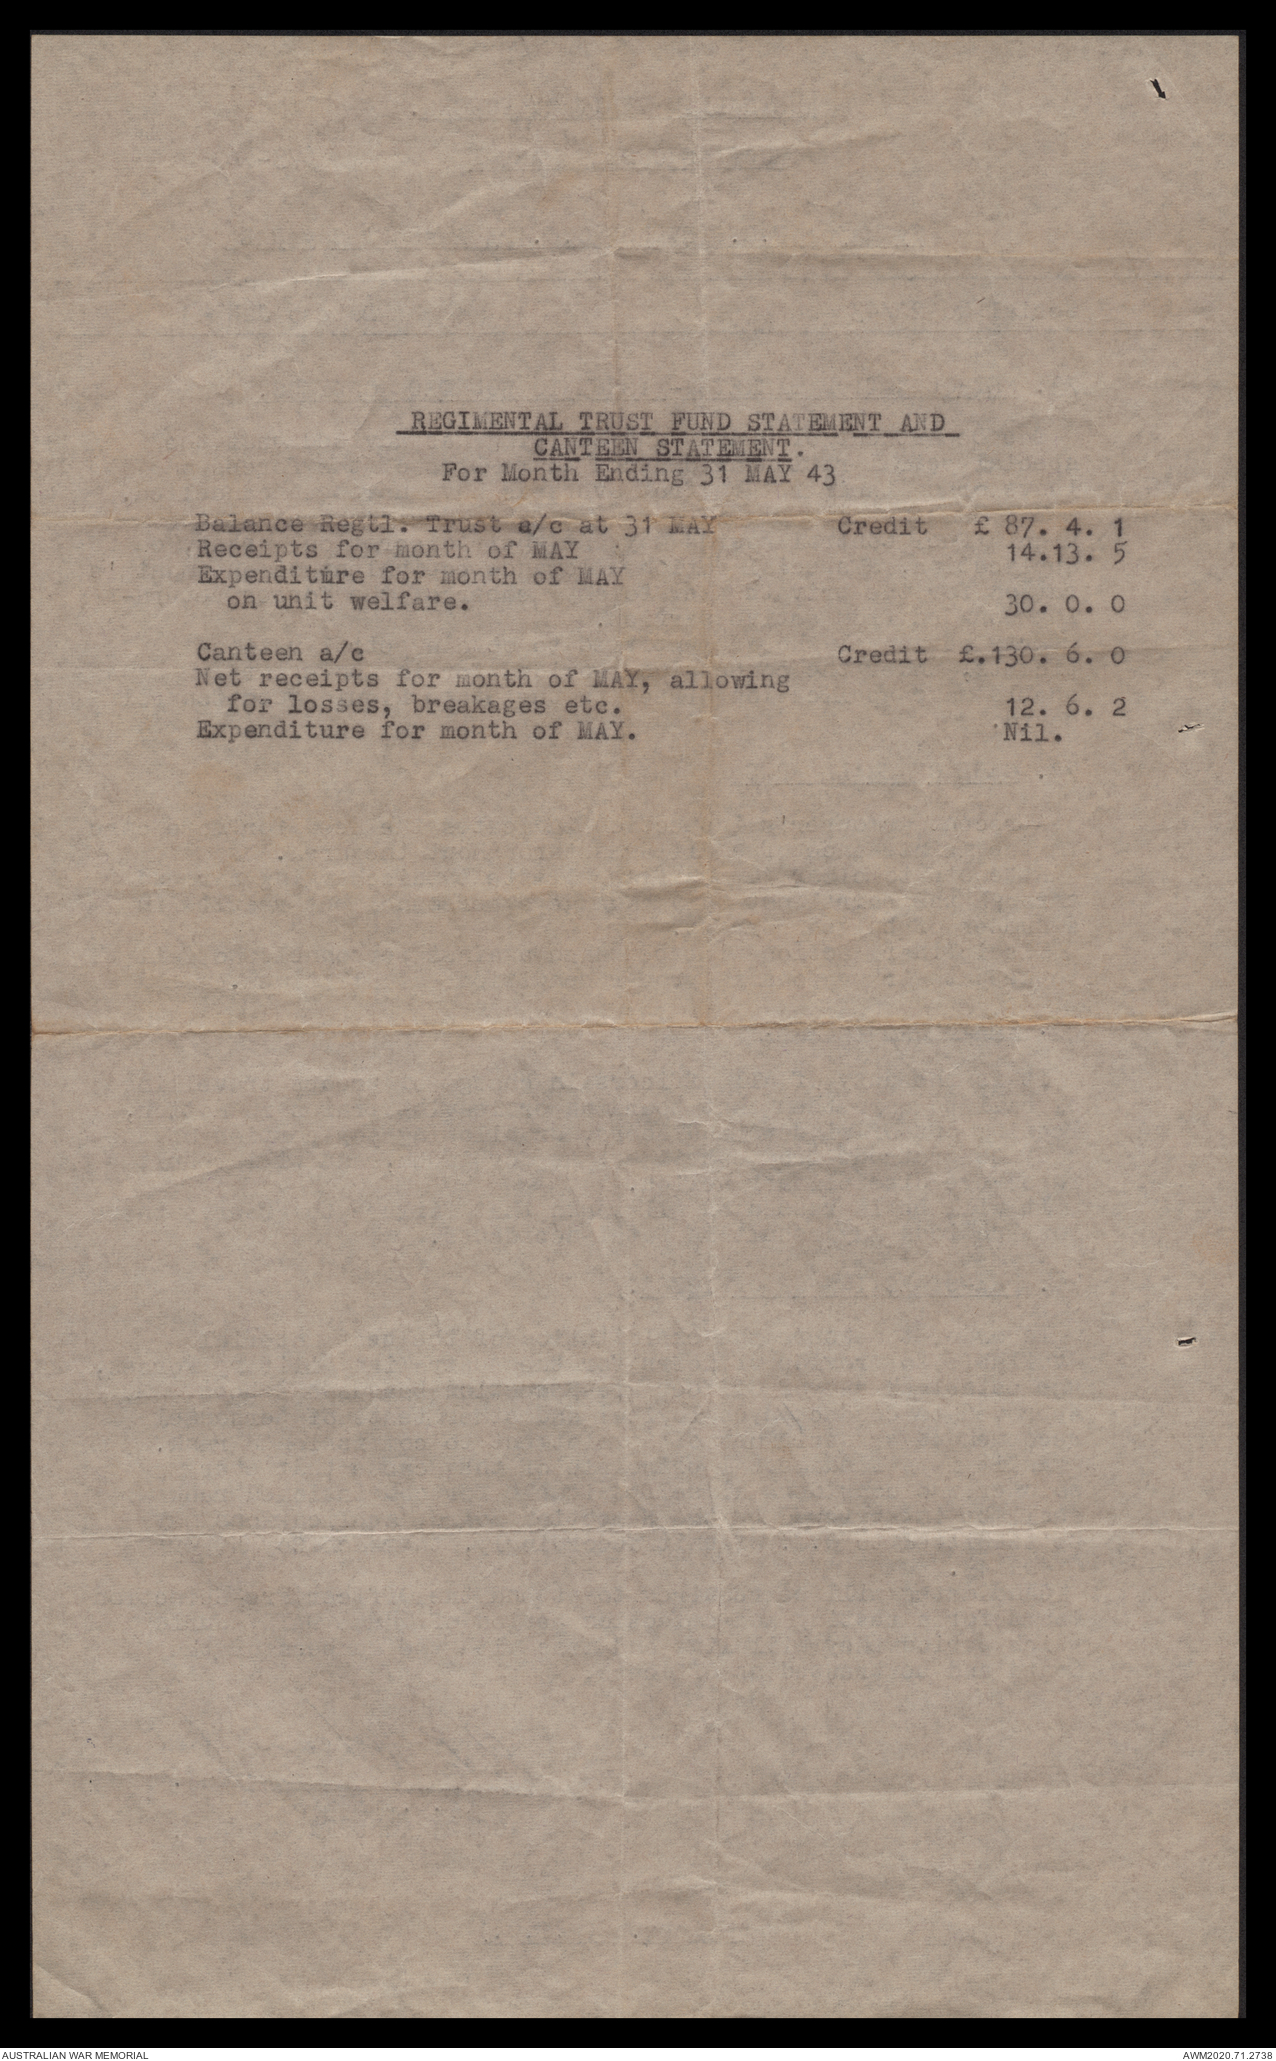 REGIMENTAL TRUST FUND STATEMENT AND
CANTEEN STATEMENT.
For Month Ending 31 MAY 43
Balance Regtl. Trust a/c at 31 MAY Credit £ 87. 4. 1
Receipts for month of MAY 14.13. 5
Expenditure for month of MAY
on unit welfare. 30. 0. 0
Canteen a/c Credit £.130. 6. 0
Net receipts for month of MAY, allowing
for losses, breakages etc. 12. 6. 2
Expenditure for month of MAY. Nil.
AUSTRALIAN WAR MEMORIAL AWM2020.71.2738